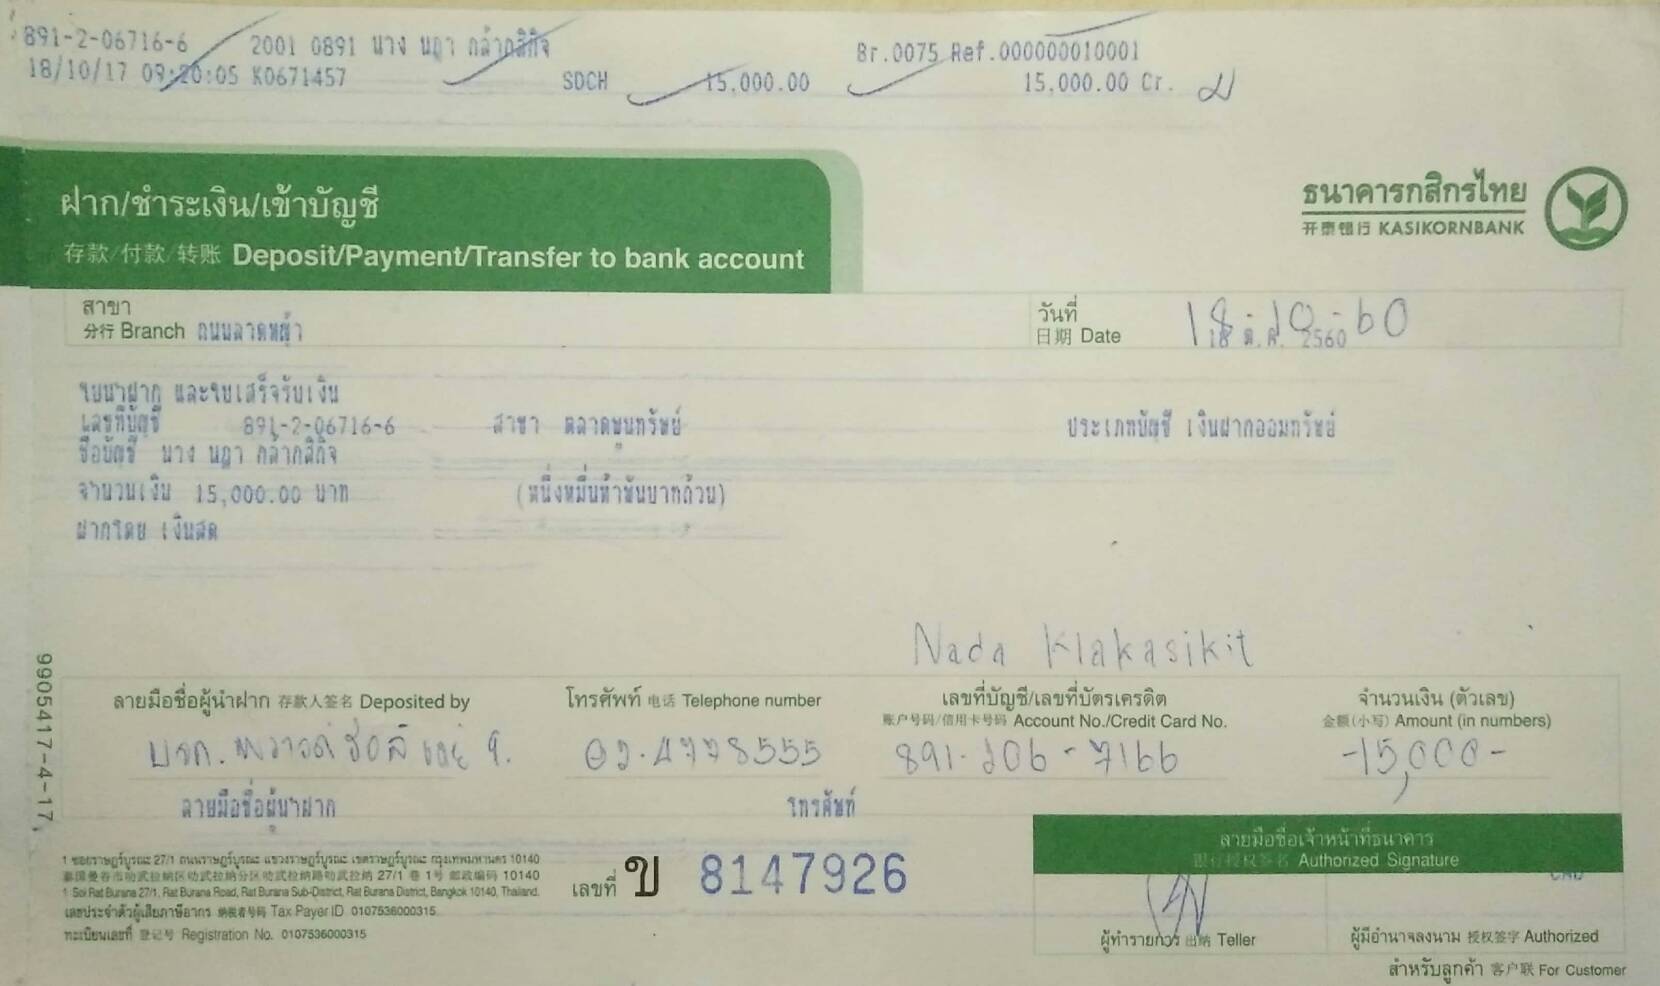 891-2-06716-6 2001 0891 นาง นฎา กล้ากสิกิจ Br.0075 Ref.000000010001
18/10/17 09:20:05 K0671457 SDCH 15,000.00 15,000.00 Cr.
ฝาก/ชำระเงิน/เข้าบัญชี
存款/付款/转账 Deposit/Payment/Transfer to bank account
ธนาคารกสิกรไทย
开泰银行 KASIKORNBANK
สาขา
分行 Branch ถนนลาดหญ้า
วันที่
日期 Date 18-10-60
18 ต.ค. 2560
ใบนำฝาก และใบเสร็จรับเงิน
เลขที่บัญชี 891-2-06716-6 สาขา ตลาดพูนทรัพย์ ประเภทบัญชี เงินฝากออมทรัพย์
ชื่อบัญชี นาง นฎา กล้ากสิกิจ
จำนวนเงิน 15,000.00 บาท (หนึ่งหมื่นห้าพันบาทถ้วน)
ฝากโดย เงินสด
Nada Klakasikit
ลายมือชื่อผู้นำฝาก 存款人签名 Deposited by
โทรศัพท์ 电话 Telephone number
เลขที่บัญชี/เลขที่บัตรเครดิต
账户号码/信用卡号码 Account No./Credit Card No.
จำนวนเงิน (ตัวเลข)
金额(小写) Amount (in numbers)
02-4778555 891-206-7166 -15,000-
ลายมือชื่อผู้นำฝาก โทรศัพท์
9905417-4-17,
1 ซอยราษฎร์บูรณะ 27/1 ถนนราษฎร์บูรณะ แขวงราษฎร์บูรณะ เขตราษฎร์บูรณะ กรุงเทพมหานคร 10140
泰国曼谷市叻武拉纳区叻武拉纳分区叻武拉纳路叻武拉纳 27/1 巷 1 号 邮政编码 10140
1 Soi Rat Burana 27/1, Rat Burana Road, Rat Burana Sub-District, Rat Burana District, Bangkok 10140, Thailand.
เลขประจำตัวผู้เสียภาษีอากร 纳税者号码 Tax Payer ID 0107536000315
ทะเบียนเลขที่ 登记号 Registration No. 0107536000315
เลขที่ ข 8147926
ลายมือชื่อเจ้าหน้าที่ธนาคาร
银行授权签名 Authorized Signature
ผู้ทำรายการ 出纳 Teller
ผู้มีอำนาจลงนาม 授权签字 Authorized
สำหรับลูกค้า 客户联 For Customer